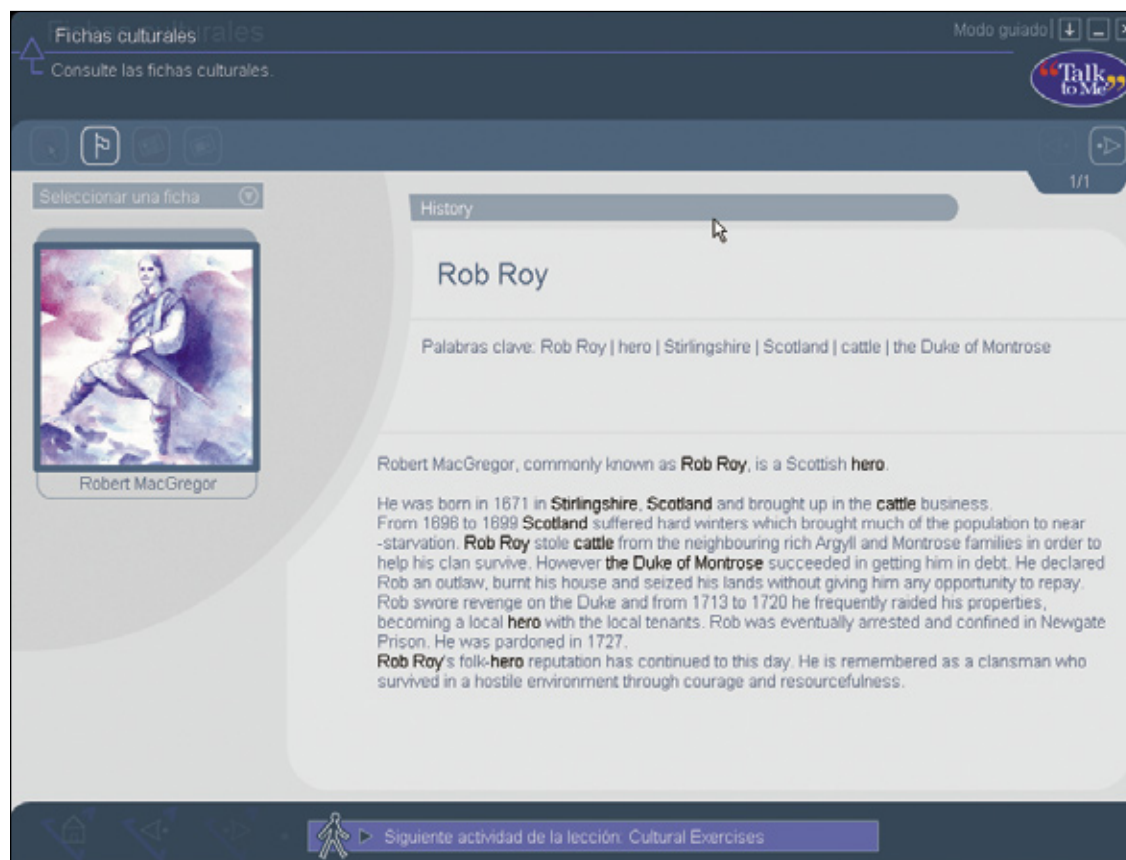 Fichas culturales
Modo guiado
Consulte las fichas culturales.
"Talk
to Me"
1/1
Seleccionar una ficha
History
Rob Roy
Palabras clave: Rob Roy | hero | Stirlingshire | Scotland | cattle | the Duke of Montrose
Robert MacGregor
Robert MacGregor, commonly known as Rob Roy, is a Scottish hero.
He was born in 1671 in Stirlingshire, Scotland and brought up in the cattle business.
From 1696 to 1699 Scotland suffered hard winters which brought much of the population to near
-starvation. Rob Roy stole cattle from the neighbouring rich Argyll and Montrose families in order to
help his clan survive. However the Duke of Montrose succeeded in getting him in debt. He declared
Rob an outlaw, burnt his house and seized his lands without giving him any opportunity to repay.
Rob swore revenge on the Duke and from 1713 to 1720 he frequently raided his properties,
becoming a local hero with the local tenants. Rob was eventually arrested and confined in Newgate
Prison. He was pardoned in 1727.
Rob Roy's folk-hero reputation has continued to this day. He is remembered as a clansman who
survived in a hostile environment through courage and resourcefulness.
Siguiente actividad de la lección: Cultural Exercises